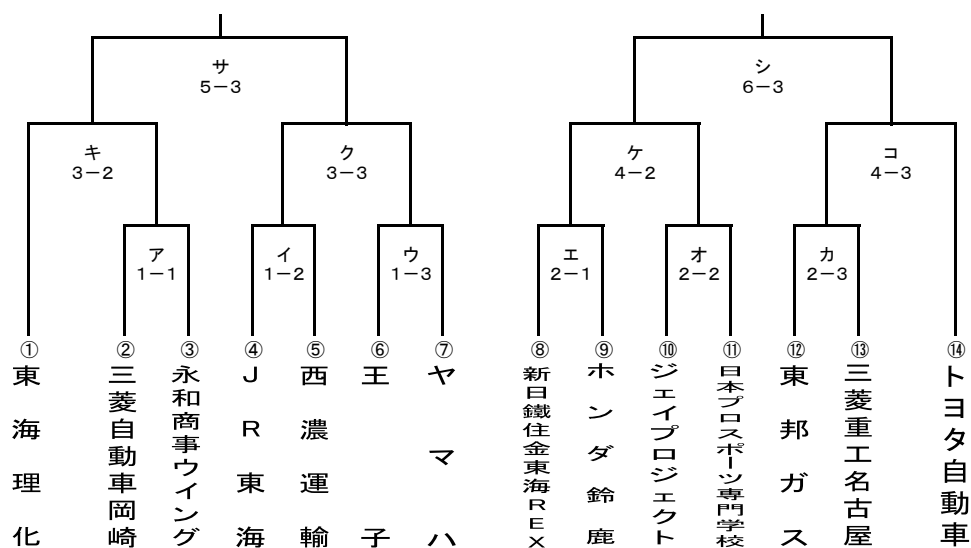 サ
5－3
シ
6－3
キ
3－2
ク
3－3
ケ
4－2
コ
4－3
ア
1－1
イ
1－2
ウ
1－3
エ
2－1
オ
2－2
カ
2－3
① 東海理化
② 三菱自動車岡崎
③ 永和商事ウイング
④ JR東海
⑤ 西濃運輸
⑥ 王子
⑦ ヤマハ
⑧ 新日鐵住金東海REX
⑨ ホンダ鈴鹿
⑩ ジェイプロジェクト
⑪ 日本プロスポーツ専門学校
⑫ 東邦ガス
⑬ 三菱重工名古屋
⑭ トヨタ自動車